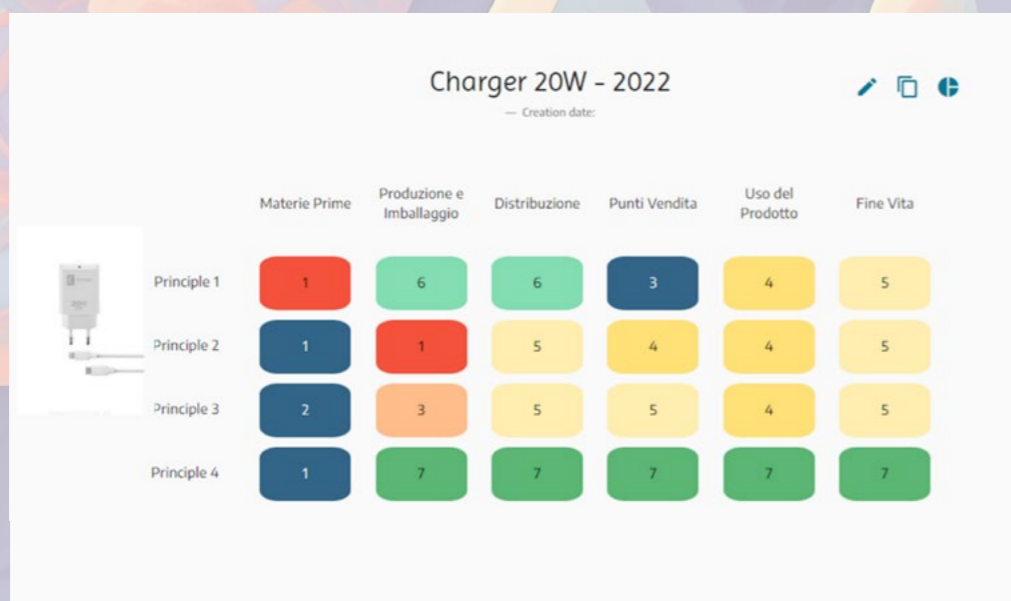 Charger 20W - 2022
— Creation date:
Materie Prime
Produzione e
Imballaggio
Distribuzione
Punti Vendita
Uso del
Prodotto
Fine Vita
Principle 1
1
6
6
3
4
5
Principle 2
1
1
5
4
4
5
Principle 3
2
3
5
5
4
5
Principle 4
1
7
7
7
7
7